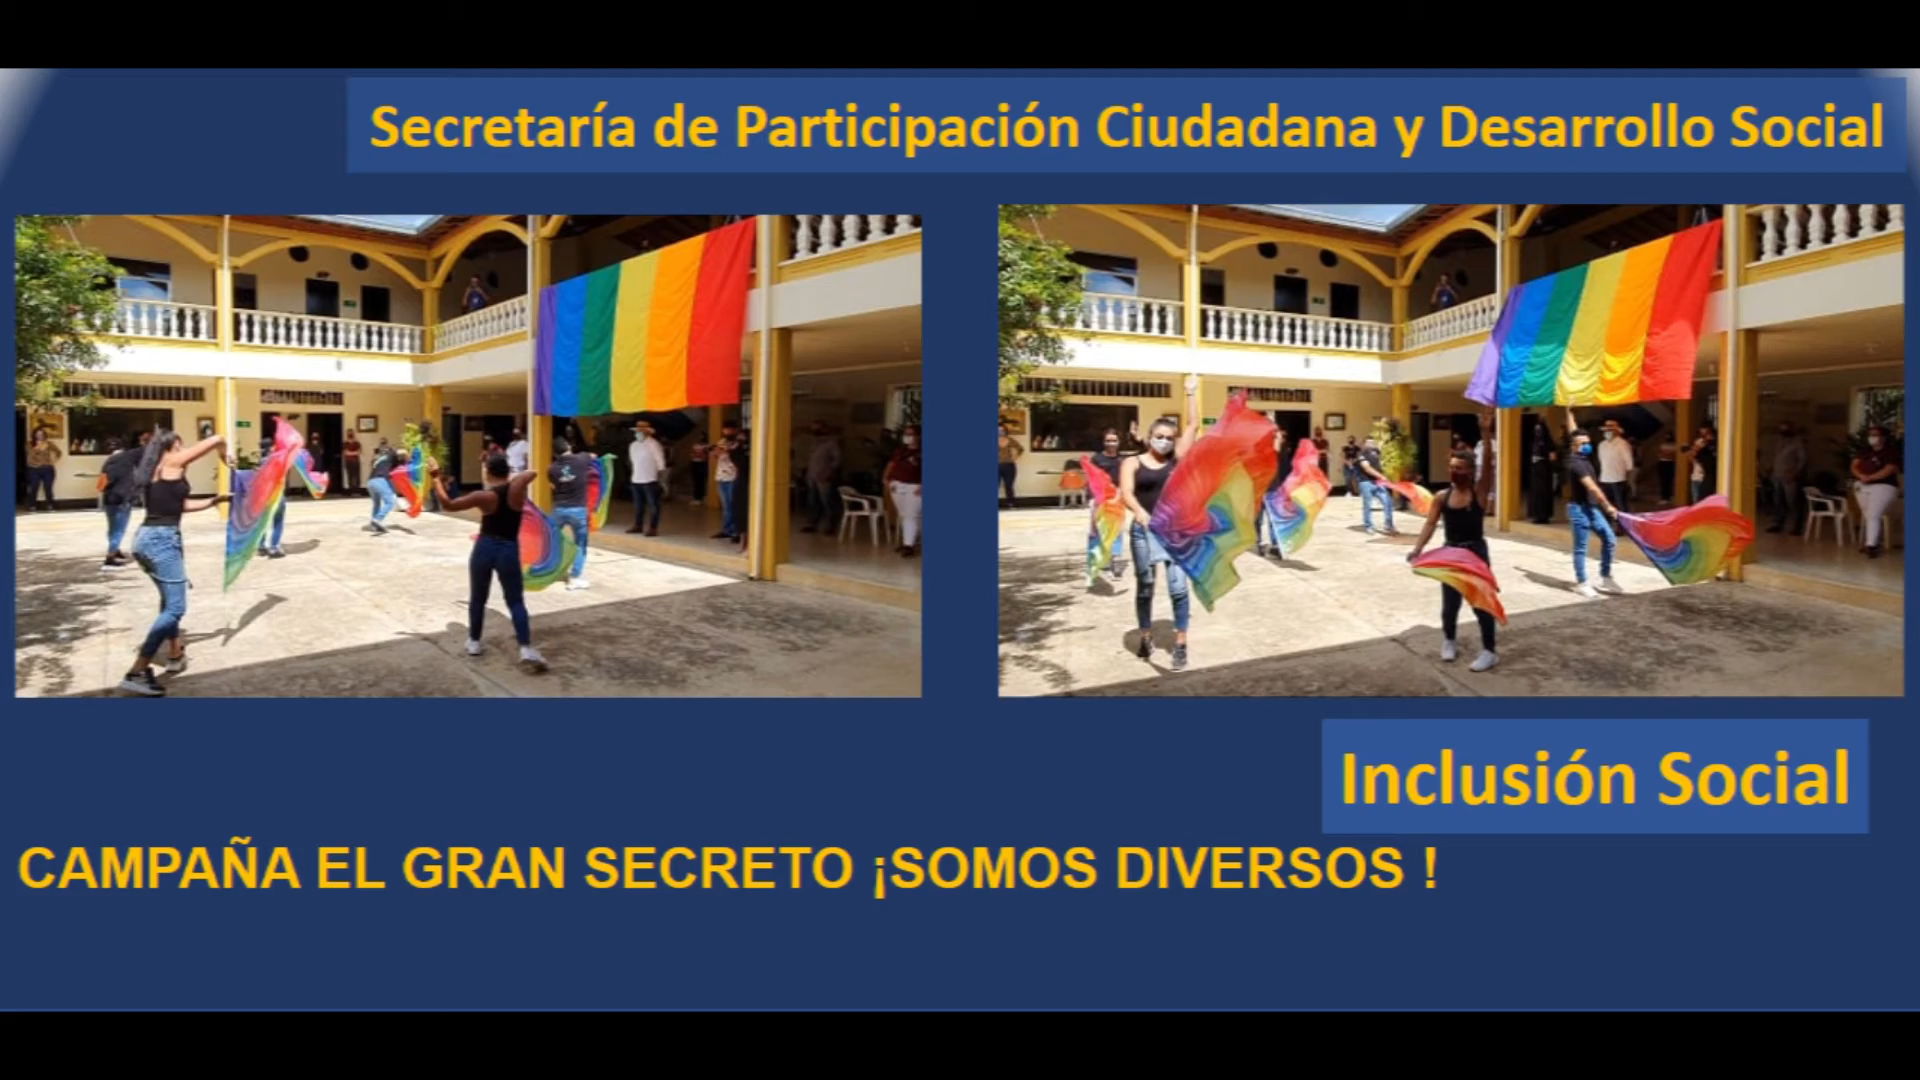 Secretaría de Participación Ciudadana y Desarrollo Social
Inclusión Social
CAMPAÑA EL GRAN SECRETO ¡SOMOS DIVERSOS !